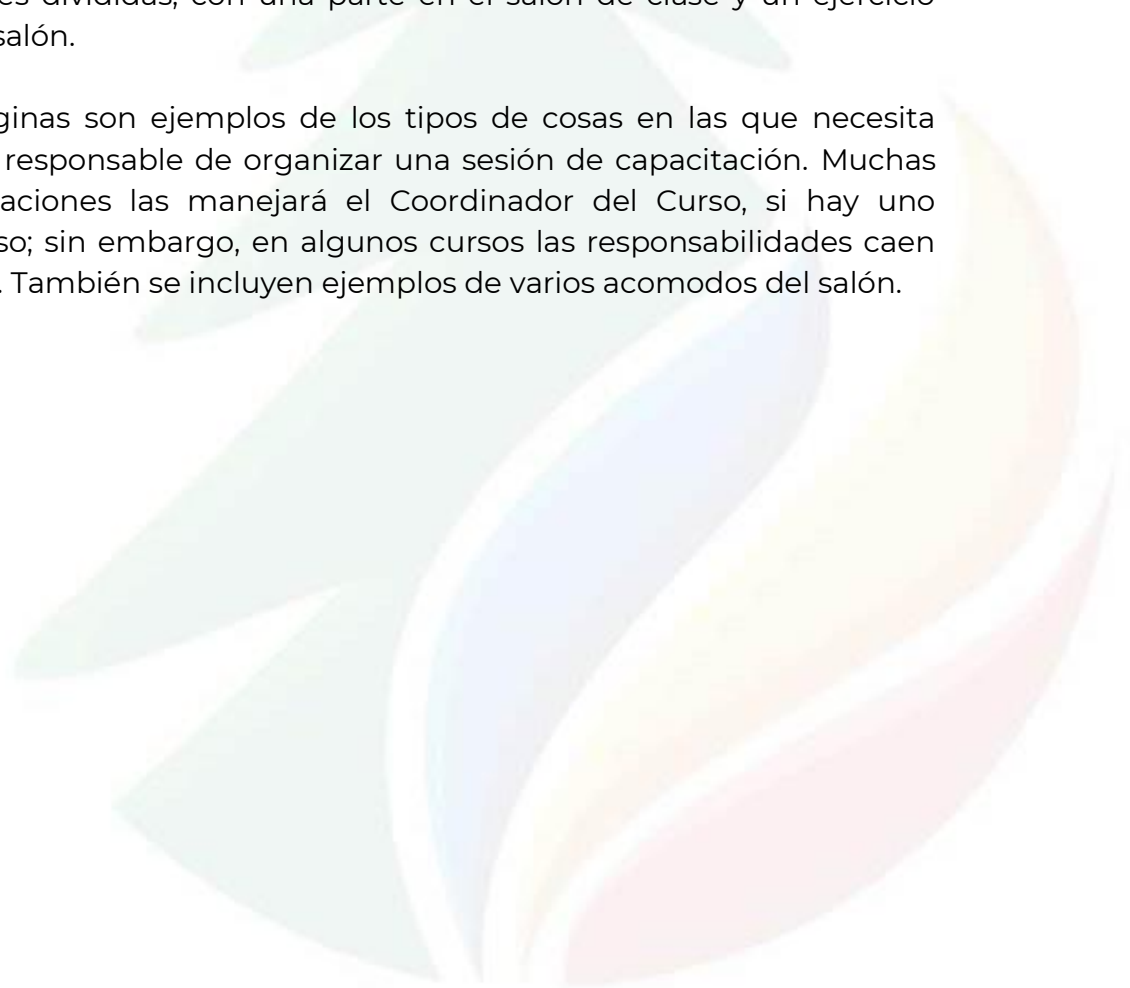 divididas, con una parte en el salón de clase y un ejercicio
salón.
ginas son ejemplos de los tipos de cosas en las que necesita
responsable de organizar una sesión de capacitación. Muchas
aciones las manejará el Coordinador del Curso, si hay uno
so; sin embargo, en algunos cursos las responsabilidades caen
. También se incluyen ejemplos de varios acomodos del salón.